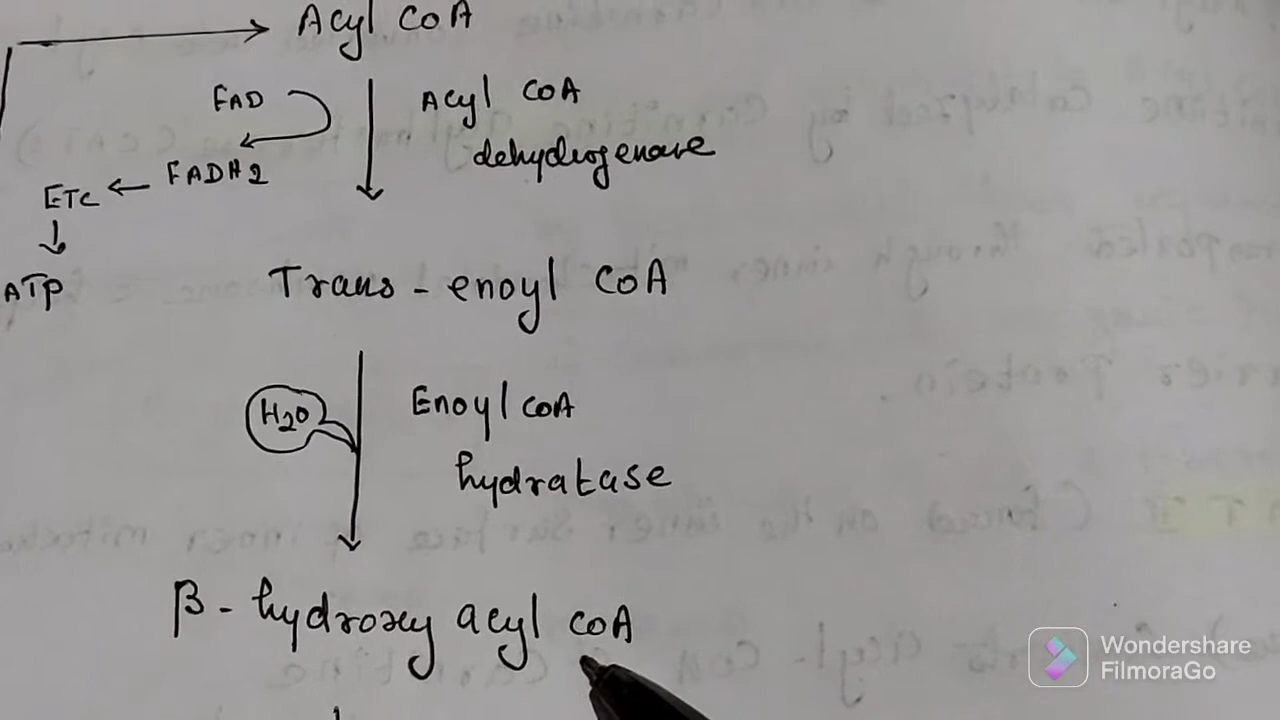 Acyl CoA
FAD
Acyl CoA
dehydrogenase
FADH2
ETC
ATP
Trans-enoyl CoA
H2O
Enoyl CoA
hydratase
β-hydroxy acyl CoA
Wondershare
FilmoraGo